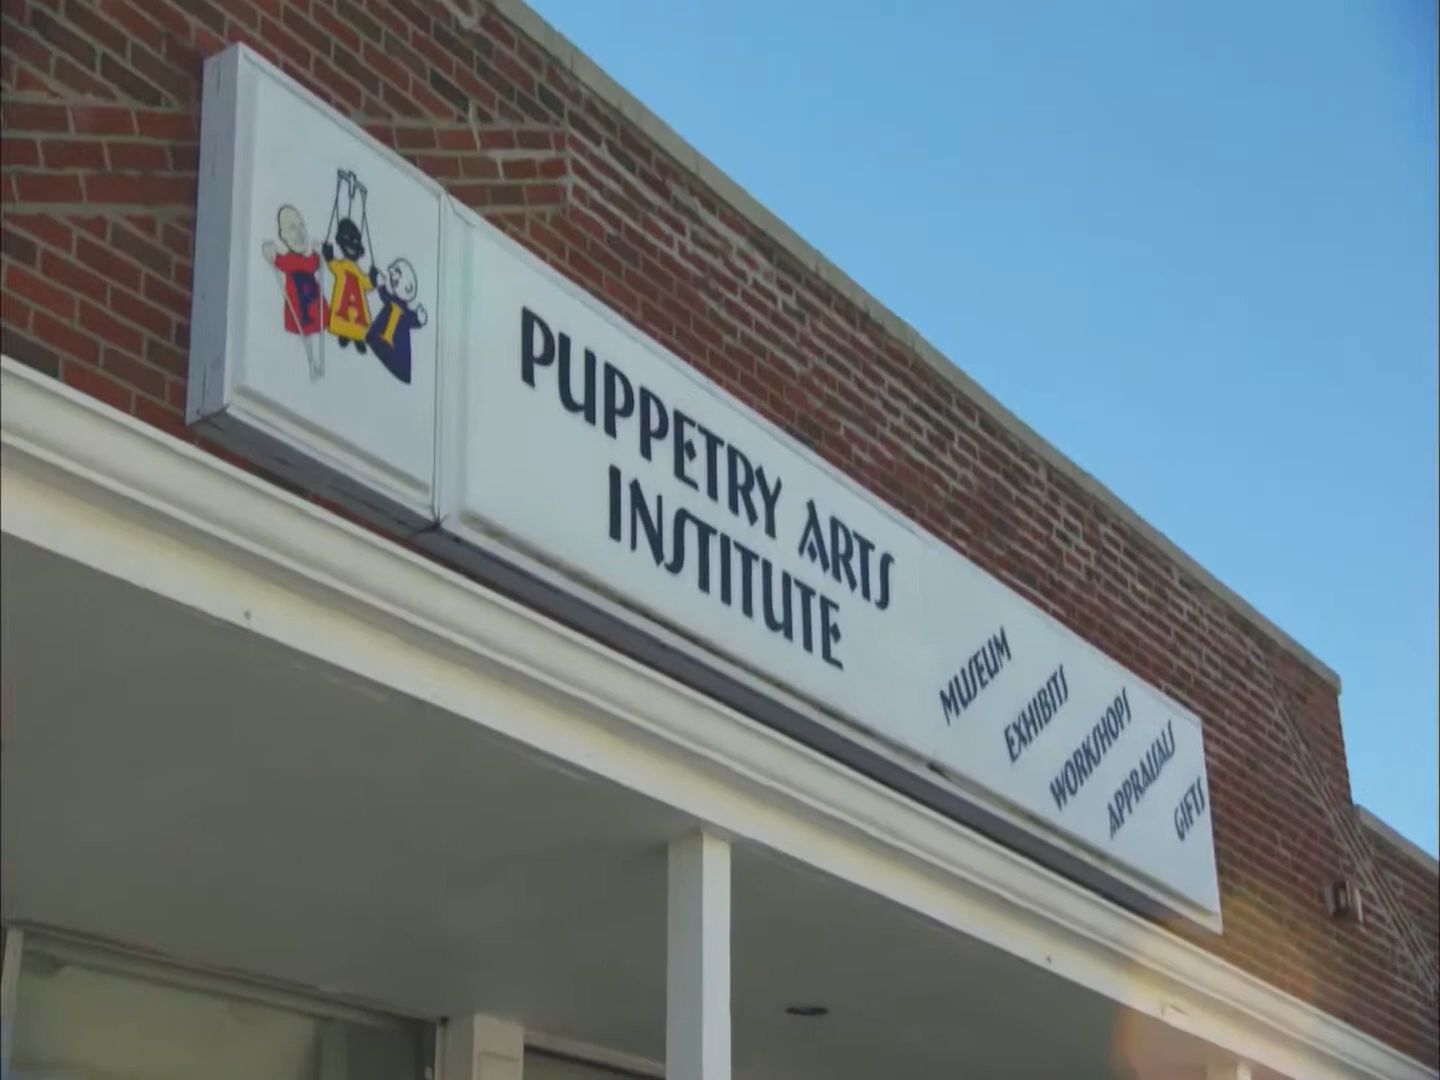 PAI
PUPPETRY ARTS
INSTITUTE
MUSEUM
EXHIBITS
WORKSHOPS
APPRAISALS
GIFTS